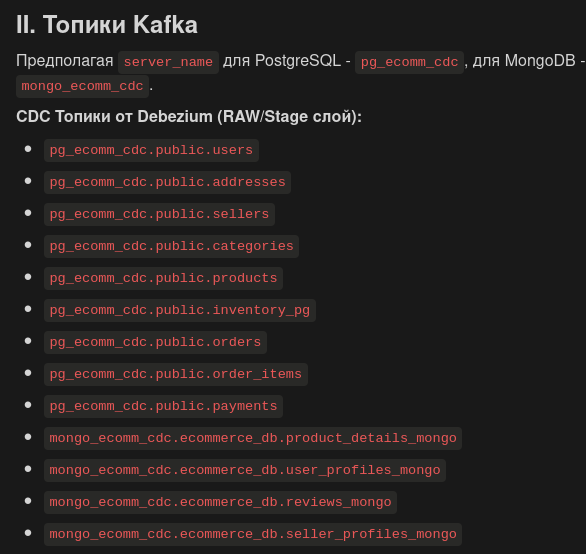 II. Топики Kafka
Предполагая server_name для PostgreSQL - pg_ecomm_cdc, для MongoDB -
mongo_ecomm_cdc.
CDC Топики от Debezium (RAW/Stage слой):
• pg_ecomm_cdc.public.users
• pg_ecomm_cdc.public.addresses
• pg_ecomm_cdc.public.sellers
• pg_ecomm_cdc.public.categories
• pg_ecomm_cdc.public.products
• pg_ecomm_cdc.public.inventory_pg
• pg_ecomm_cdc.public.orders
• pg_ecomm_cdc.public.order_items
• pg_ecomm_cdc.public.payments
• mongo_ecomm_cdc.ecommerce_db.product_details_mongo
• mongo_ecomm_cdc.ecommerce_db.user_profiles_mongo
• mongo_ecomm_cdc.ecommerce_db.reviews_mongo
• mongo_ecomm_cdc.ecommerce_db.seller_profiles_mongo